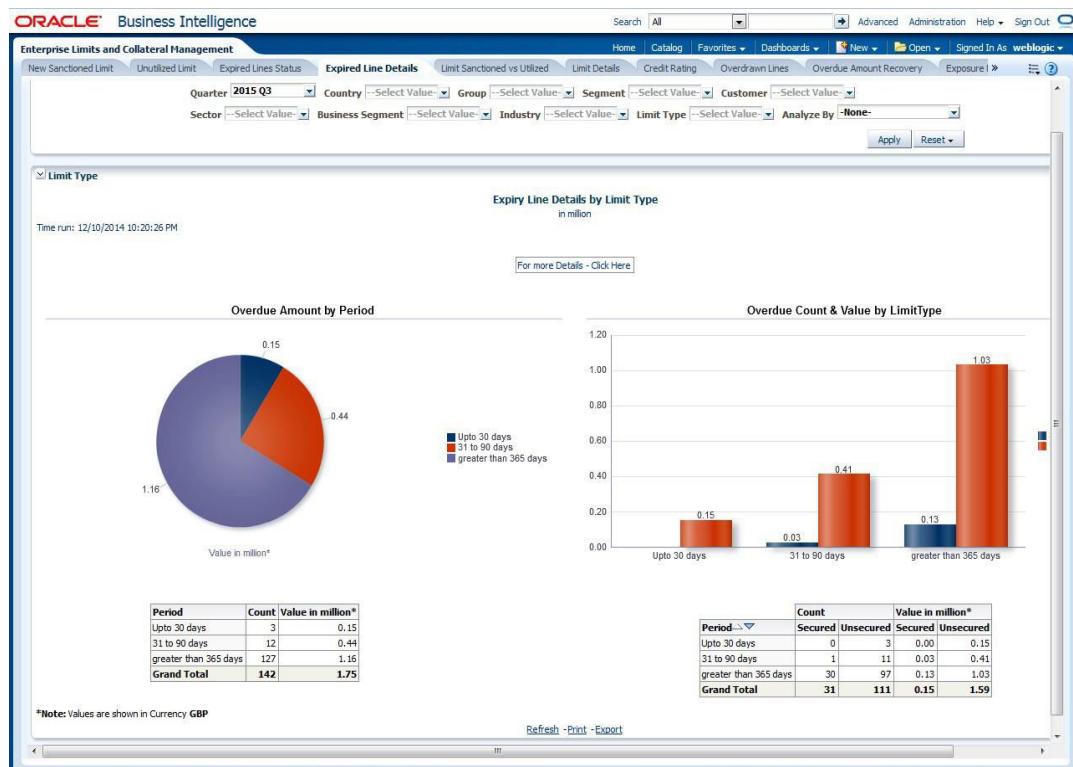 ORACLE Business Intelligence Search All Advanced Administration Help Sign Out
Enterprise Limits and Collateral Management Home Catalog Favorites Dashboards New Open Signed In As weblogic
New Sanctioned Limit Unutilized Limit Expired Lines Status Expired Line Details Limit Sanctioned vs Utilized Limit Details Credit Rating Overdrawn Lines Overdue Amount Recovery Exposure
Quarter 2015 Q3 Country --Select Value- Group --Select Value- Segment --Select Value- Customer --Select Value-
Sector --Select Value- Business Segment --Select Value- Industry --Select Value- Limit Type --Select Value- Analyze By -None-
Apply Reset
Limit Type
Expiry Line Details by Limit Type
in million
Time run: 12/10/2014 10:20:26 PM
For more Details - Click Here
Overdue Amount by Period
0.15
0.44
1.16
Upto 30 days
31 to 90 days
greater than 365 days
Value in million*
Overdue Count & Value by LimitType
1.20
1.00
0.80
0.60
0.40
0.20
0.00
0.15
0.03
0.41
0.13
1.03
Upto 30 days 31 to 90 days greater than 365 days
Period Count Value in million*
Upto 30 days 3 0.15
31 to 90 days 12 0.44
greater than 365 days 127 1.16
Grand Total 142 1.75
Count Value in million*
Period Secured Unsecured Secured Unsecured
Upto 30 days 0 3 0.00 0.15
31 to 90 days 1 11 0.03 0.41
greater than 365 days 30 97 0.13 1.03
Grand Total 31 111 0.15 1.59
*Note: Values are shown in Currency GBP
Refresh - Print - Export